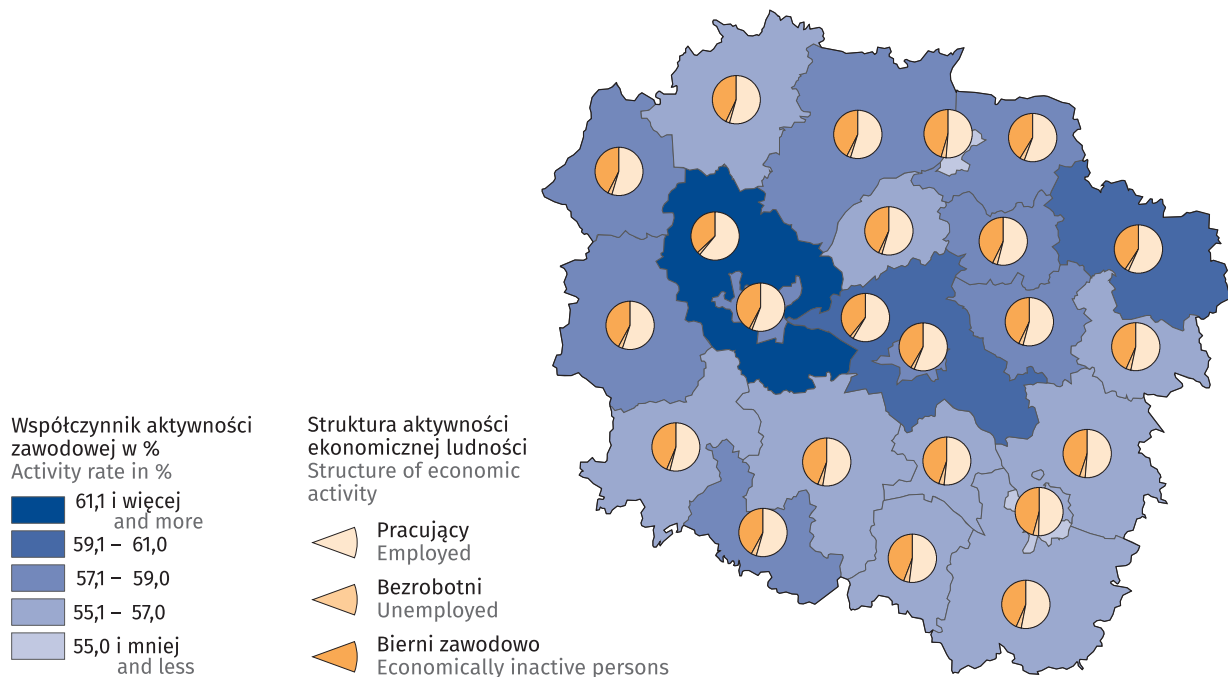 Współczynnik aktywności
zawodowej w %
Activity rate in %
61,1 i więcej
and more
59,1 – 61,0
57,1 – 59,0
55,1 – 57,0
55,0 i mniej
and less
Struktura aktywności
ekonomicznej ludności
Structure of economic
activity
Pracujący
Employed
Bezrobotni
Unemployed
Bierni zawodowo
Economically inactive persons